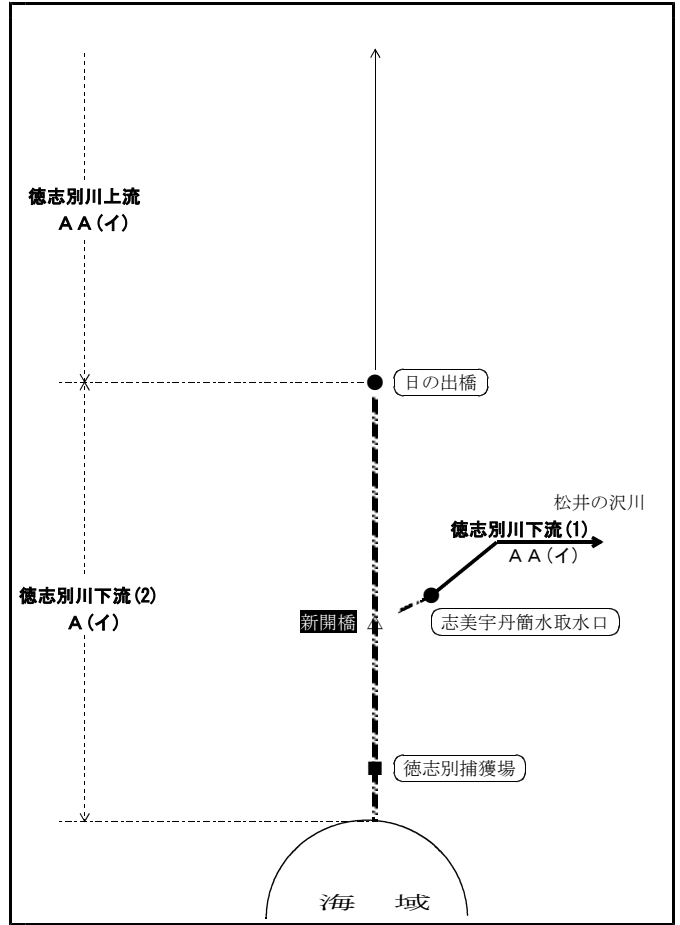 徳志別川上流
ＡＡ(イ)
日の出橋
松井の沢川
徳志別川下流(1)
ＡＡ(イ)
徳志別川下流(2)
Ａ(イ)
新開橋
志美宇丹簡水取水口
徳志別捕獲場
海　域